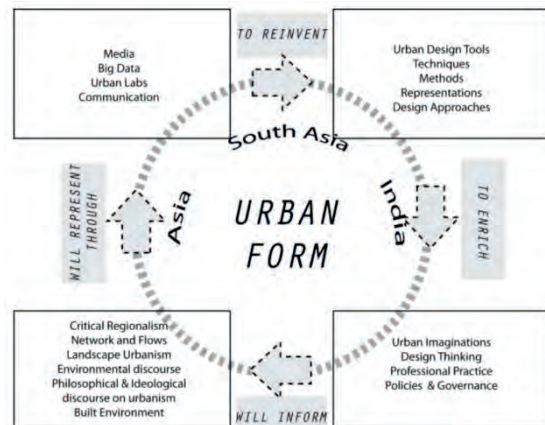 Media
Big Data
Urban Labs
Communication
TO REINVENT
Urban Design Tools
Techniques
Methods
Representations
Design Approaches
South Asia
WILL REPRESENT
THROUGH
Asia
URBAN
FORM
India
TO ENRICH
Critical Regionalism
Network and Flows
Landscape Urbanism
Environmental discourse
Philosophical & Ideological
discourse on urbanism
Built Environment
WILL INFORM
Urban Imaginations
Design Thinking
Professional Practice
Policies & Governance